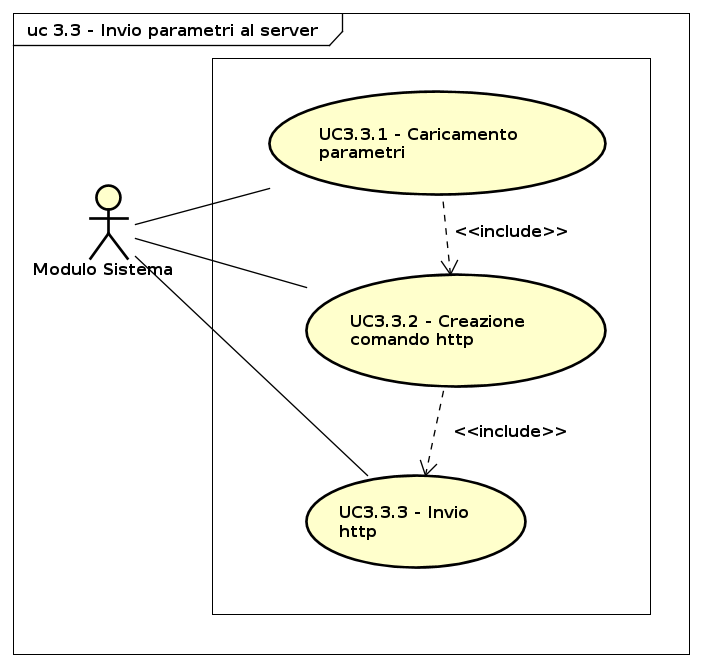 uc 3.3 - Invio parametri al server
UC3.3.1 - Caricamento
parametri
<<include>>
Modulo Sistema
UC3.3.2 - Creazione
comando http
<<include>>
UC3.3.3 - Invio
http